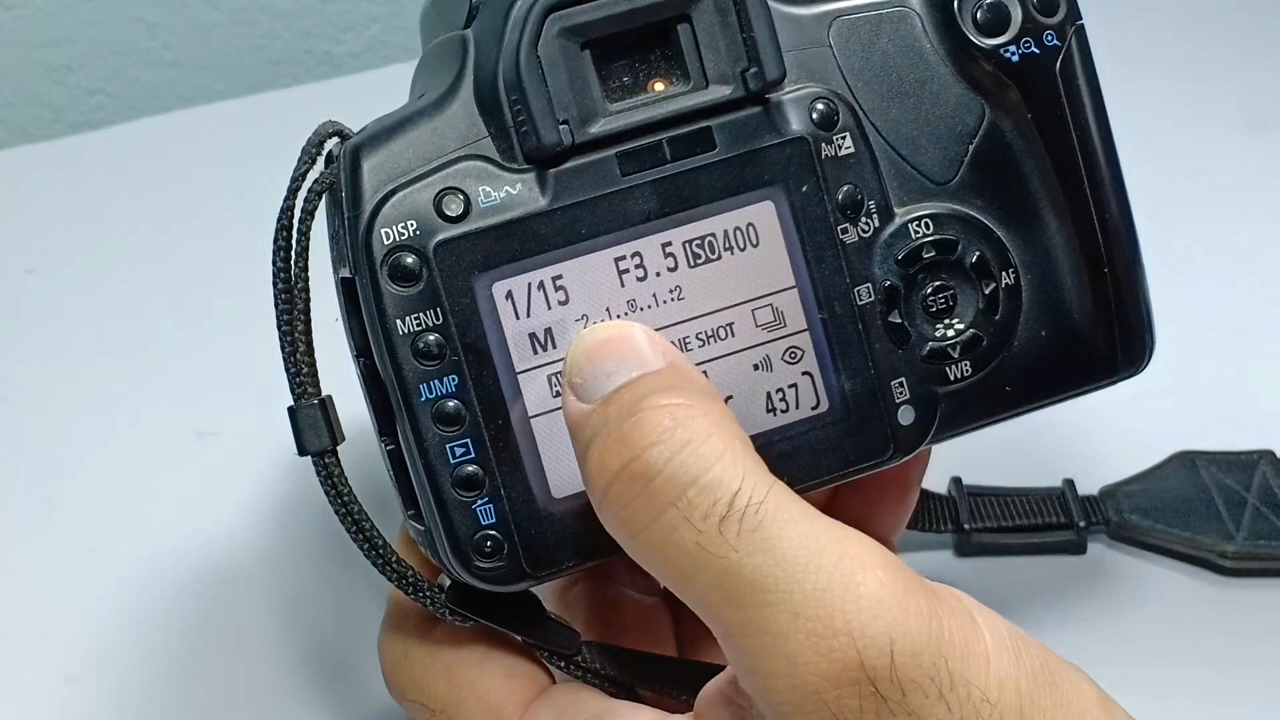 DISP.
MENU
JUMP
1/15 F3.5 ISO 400
-2..1..0..1.+2
M
NE SHOT
437]
Av
ISO
AF
SET
WB